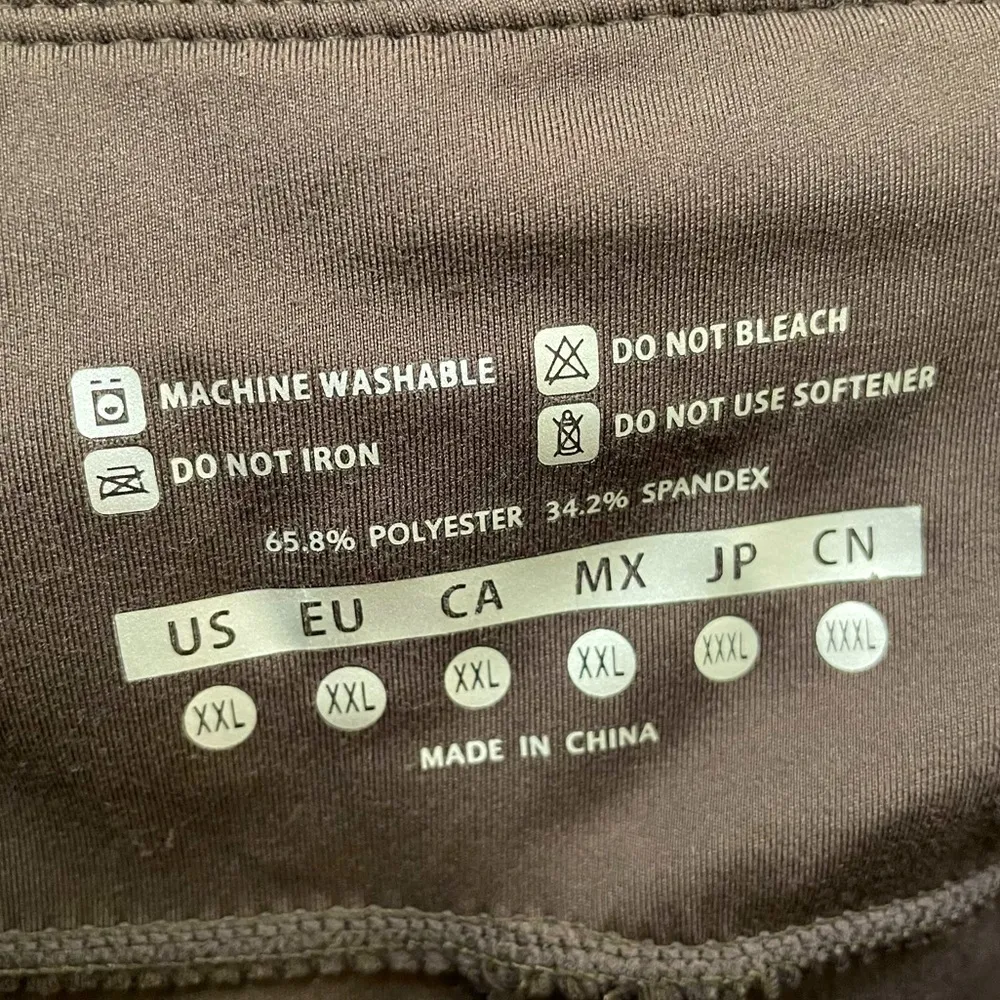 MACHINE WASHABLE
DO NOT BLEACH
DO NOT IRON
DO NOT USE SOFTENER
65.8% POLYESTER 34.2% SPANDEX
US EU CA MX JP CN
XXL XXL XXL XXL XXXL XXXL
MADE IN CHINA